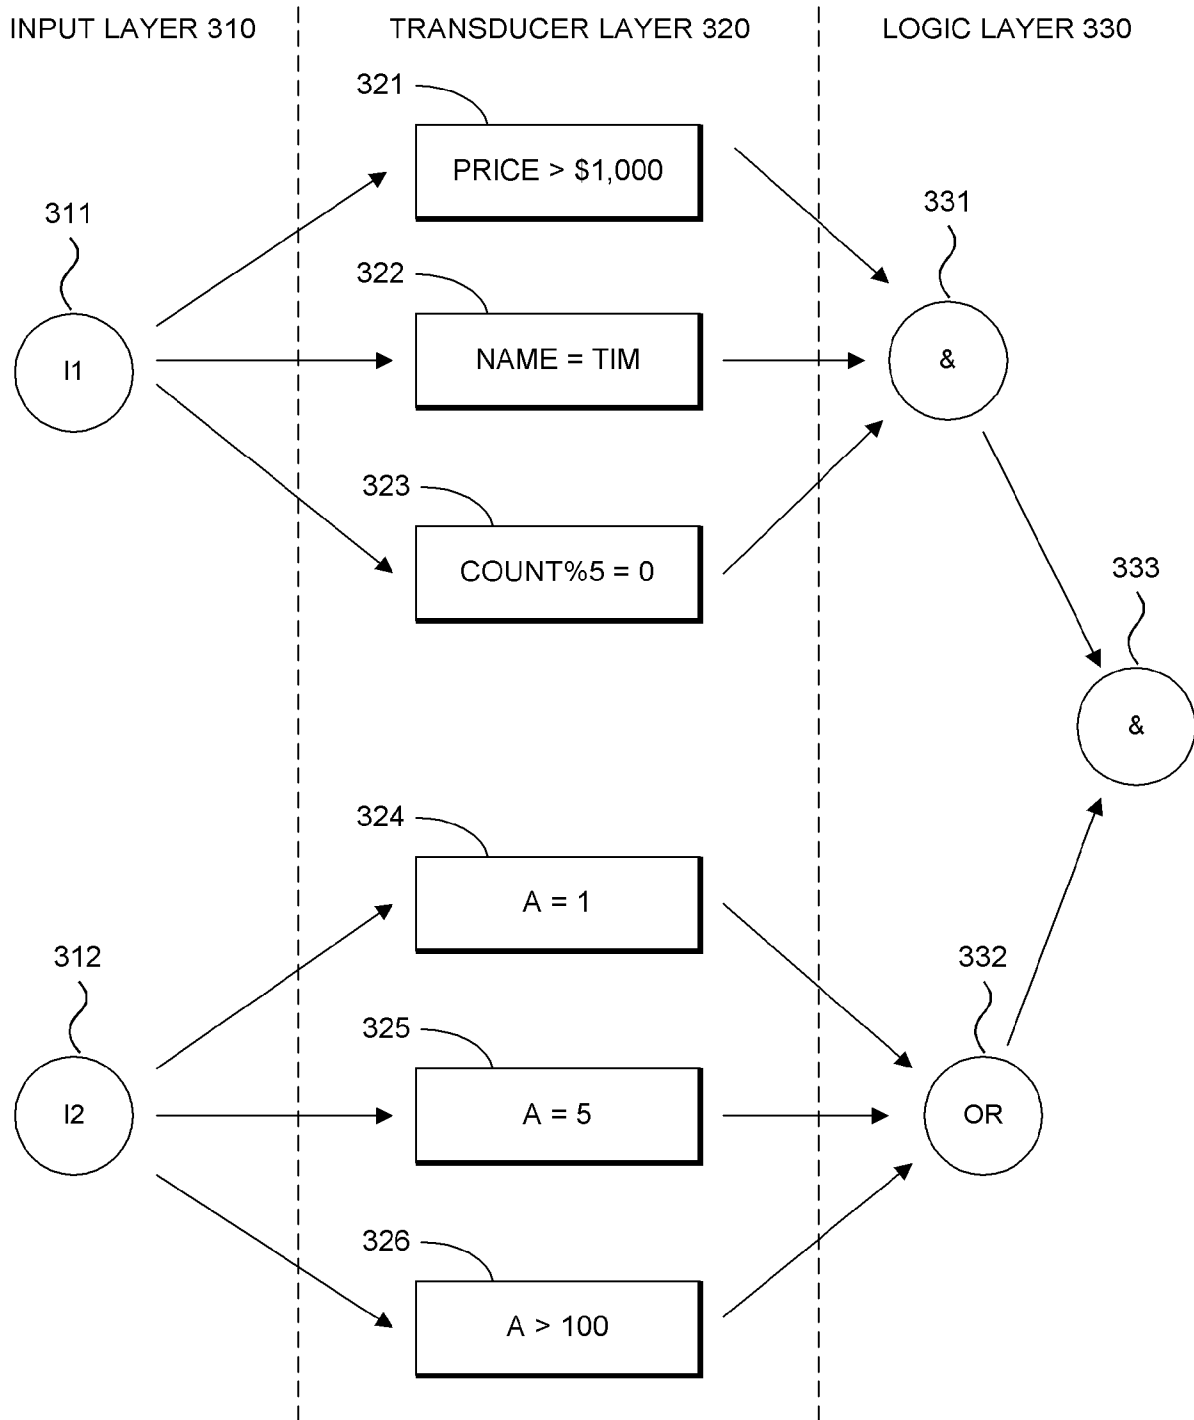 INPUT LAYER 310
TRANSDUCER LAYER 320
LOGIC LAYER 330
321
PRICE > $1,000
311
331
322
I1
NAME = TIM
&
323
COUNT%5 = 0
333
&
324
A = 1
312
332
325
I2
A = 5
OR
326
A > 100